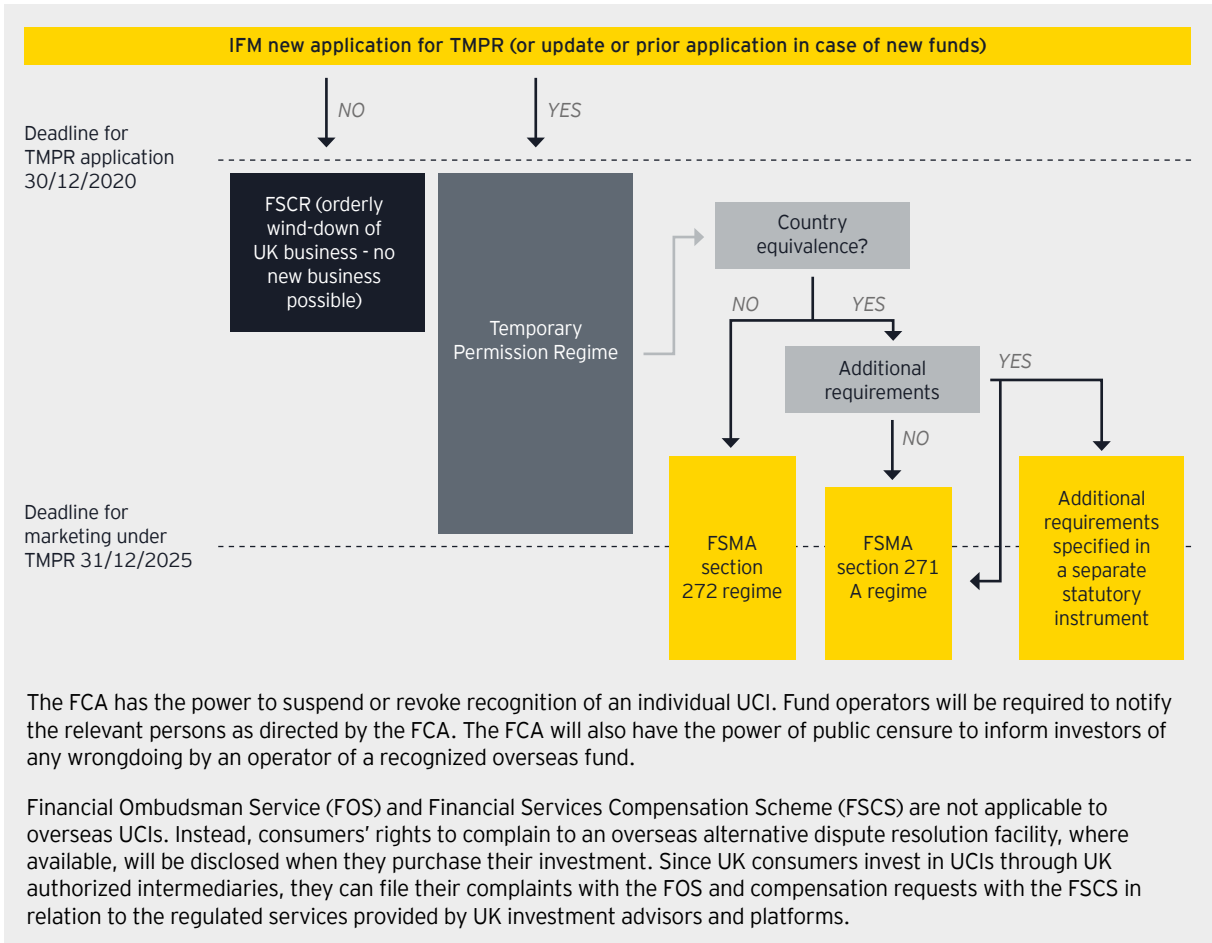 IFM new application for TMPR (or update or prior application in case of new funds)
NO
YES
Deadline for
TMPR application
30/12/2020
FSCR (orderly
wind-down of
UK business - no
new business
possible)
Temporary
Permission Regime
Country
equivalence?
NO
YES
Additional
requirements
YES
NO
Deadline for
marketing under
TMPR 31/12/2025
FSMA
section
272 regime
FSMA
section 271
A regime
Additional
requirements
specified in
a separate
statutory
instrument
The FCA has the power to suspend or revoke recognition of an individual UCI. Fund operators will be required to notify
the relevant persons as directed by the FCA. The FCA will also have the power of public censure to inform investors of
any wrongdoing by an operator of a recognized overseas fund.
Financial Ombudsman Service (FOS) and Financial Services Compensation Scheme (FSCS) are not applicable to
overseas UCIs. Instead, consumers' rights to complain to an overseas alternative dispute resolution facility, where
available, will be disclosed when they purchase their investment. Since UK consumers invest in UCIs through UK
authorized intermediaries, they can file their complaints with the FOS and compensation requests with the FSCS in
relation to the regulated services provided by UK investment advisors and platforms.